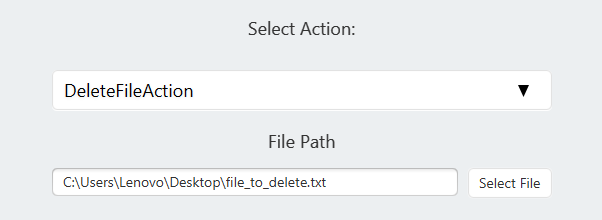 Select Action:
DeleteFileAction
File Path
C:\Users\Lenovo\Desktop\file_to_delete.txt
Select File